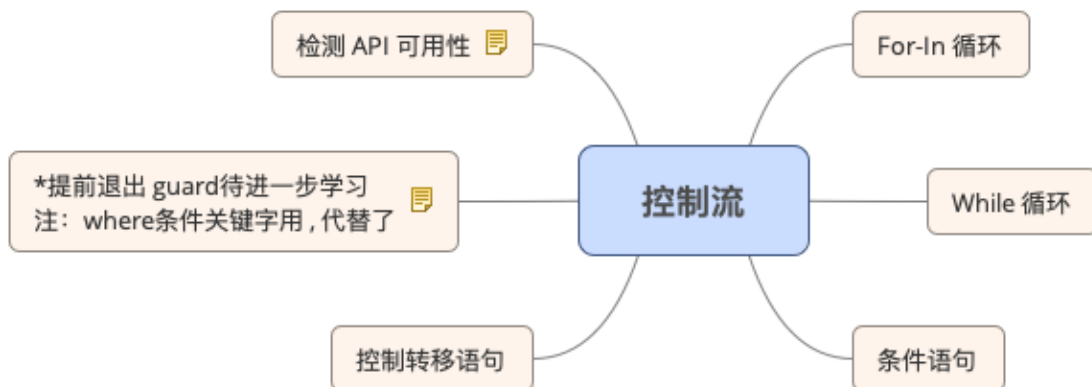 检测 API 可用性
For-In 循环
*提前退出 guard待进一步学习
注：where条件关键字用 , 代替了
控制流
While 循环
控制转移语句
条件语句